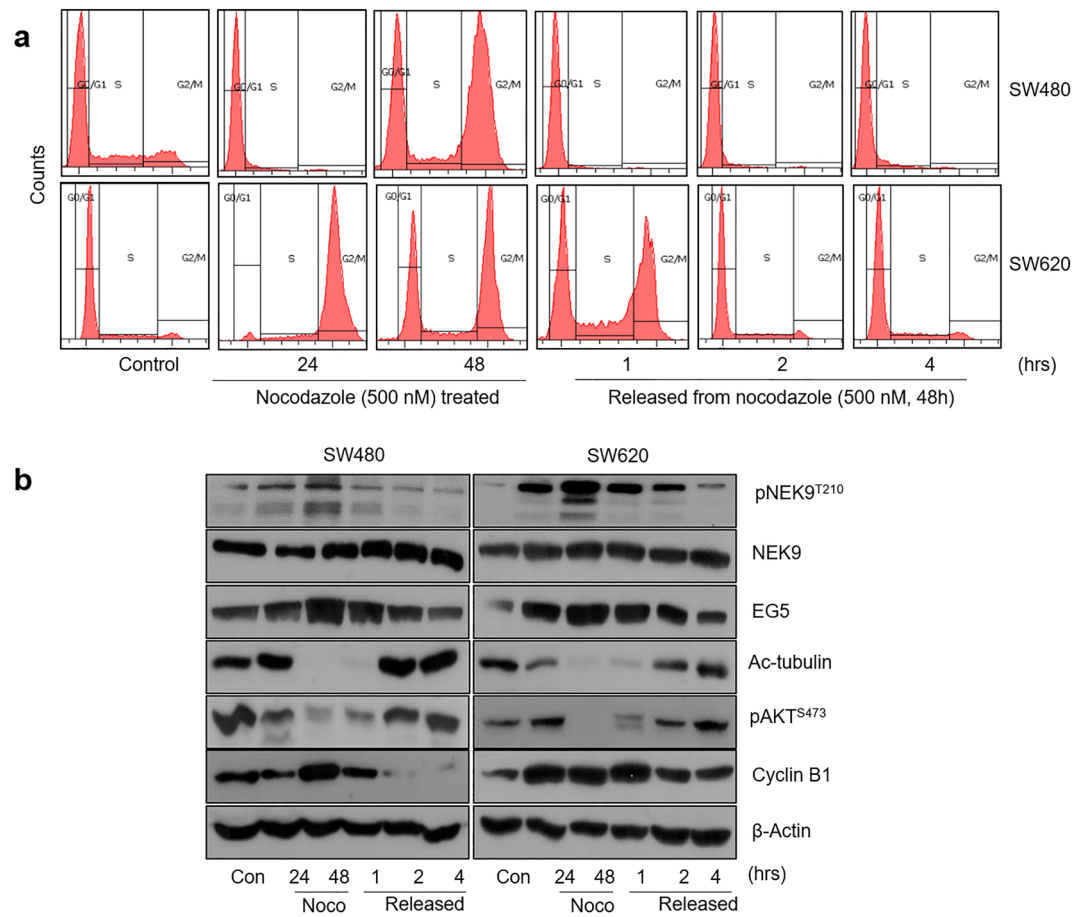 a
G0/G1 S G2/M
G0/G1 S G2/M
G0/G1 S G2/M
G0/G1 S G2/M
G0/G1 S G2/M
G0/G1 S G2/M
SW480
Counts
G0/G1 S G2/M
G0/G1 S G2/M
G0/G1 S G2/M
G0/G1 S G2/M
G0/G1 S G2/M
G0/G1 S G2/M
SW620
Control 24 48 1 2 4 (hrs)
Nocodazole (500 nM) treated Released from nocodazole (500 nM, 48h)
b
SW480 SW620
pNEK9T210
NEK9
EG5
Ac-tubulin
pAKTS473
Cyclin B1
β-Actin
Con 24 48 1 2 4 Con 24 48 1 2 4 (hrs)
Noco Released Noco Released